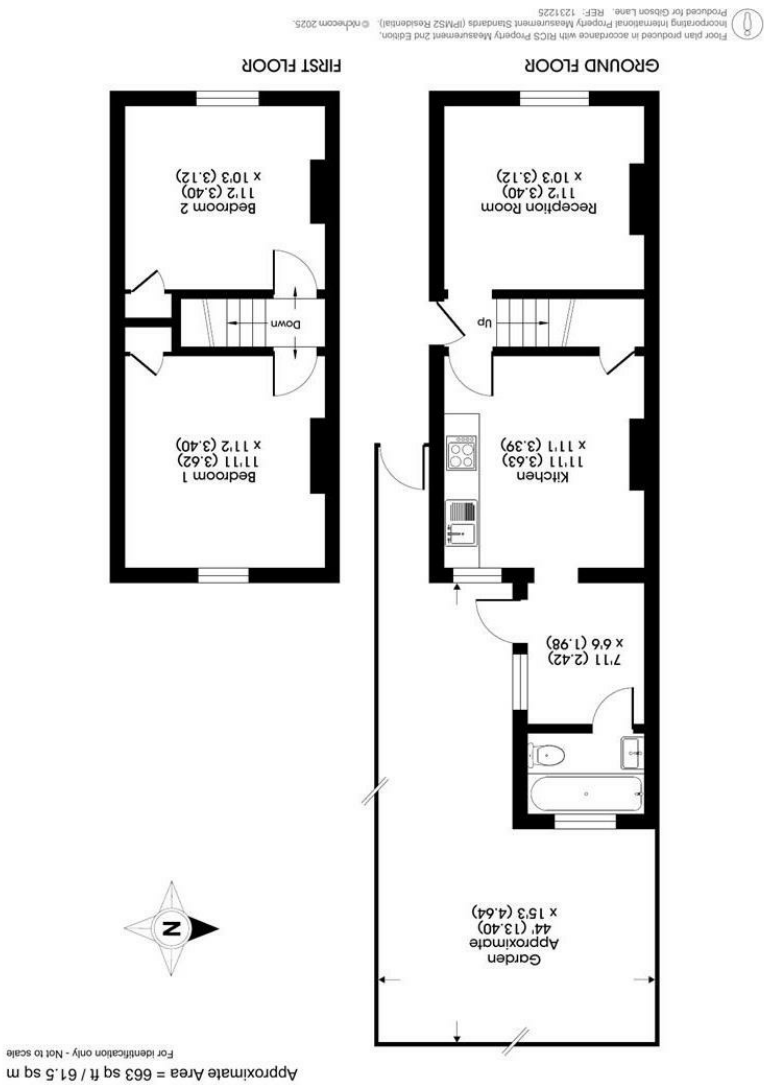 Approximate Area = 663 sq ft / 61.5 sq m
For identification only - Not to scale
N
Garden
Approximate
44' (13.40)
x 15'3 (4.64)
7'11 (2.42)
x 6'6 (1.98)
Kitchen
11'11 (3.63)
x 11'1 (3.39)
Up
Reception Room
11'2 (3.40)
x 10'3 (3.12)
GROUND FLOOR
Bedroom 1
11'11 (3.62)
x 11'2 (3.40)
Down
Bedroom 2
11'2 (3.40)
x 10'3 (3.12)
FIRST FLOOR
Floor plan produced in accordance with RICS Property Measurement 2nd Edition,
Incorporating International Property Measurement Standards (IPMS2 Residential). © nichecom 2025.
Produced for Gibson Lane. REF: 1231225